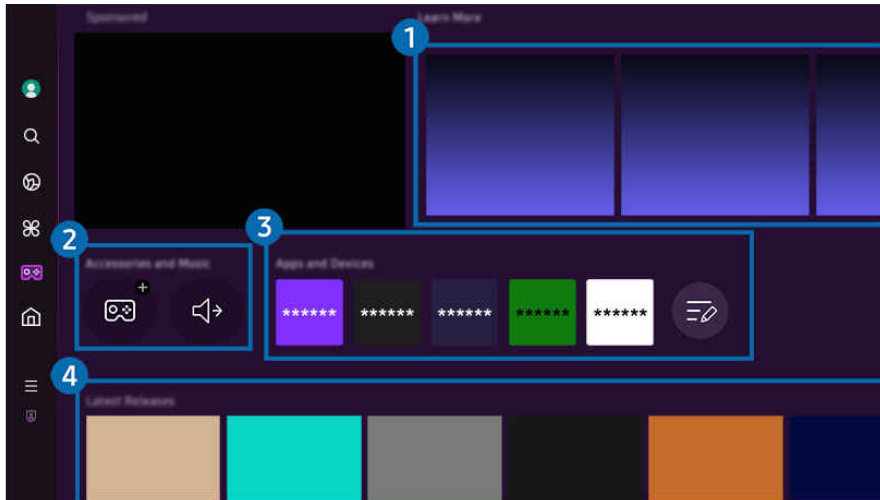 Sponsored
Learn More
1
2
3
Accessories and Music
Apps and Devices
****** ****** ****** ****** ******
4
Latest Releases